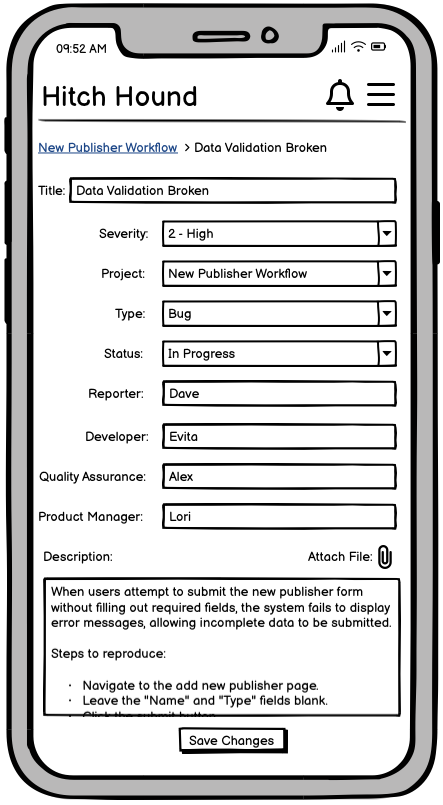 09:52 AM
Hitch Hound
New Publisher Workflow > Data Validation Broken
Title: Data Validation Broken
Severity: 2 - High
Project: New Publisher Workflow
Type: Bug
Status: In Progress
Reporter: Dave
Developer: Evita
Quality Assurance: Alex
Product Manager: Lori
Description: Attach File:
When users attempt to submit the new publisher form
without filling out required fields, the system fails to display
error messages, allowing incomplete data to be submitted.
Steps to reproduce:
· Navigate to the add new publisher page.
· Leave the "Name" and "Type" fields blank.
· Click the submit button
Save Changes